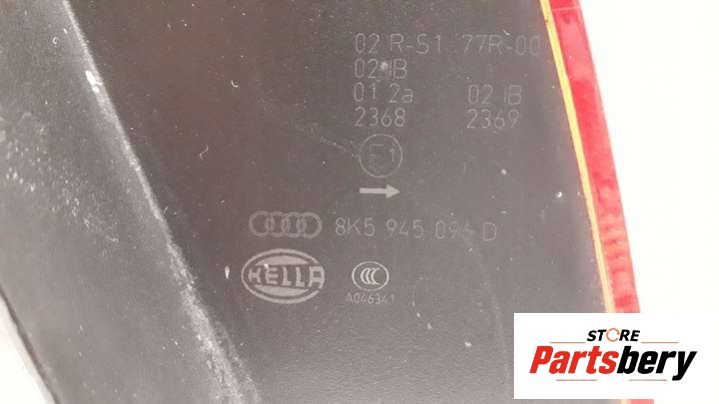 02 R-S1 77R-00
02 IB
01 2a 02 IB
2368 2369
E1
8K5 945 094 D
HELLA
CCC
A046341
STORE
Partsbery